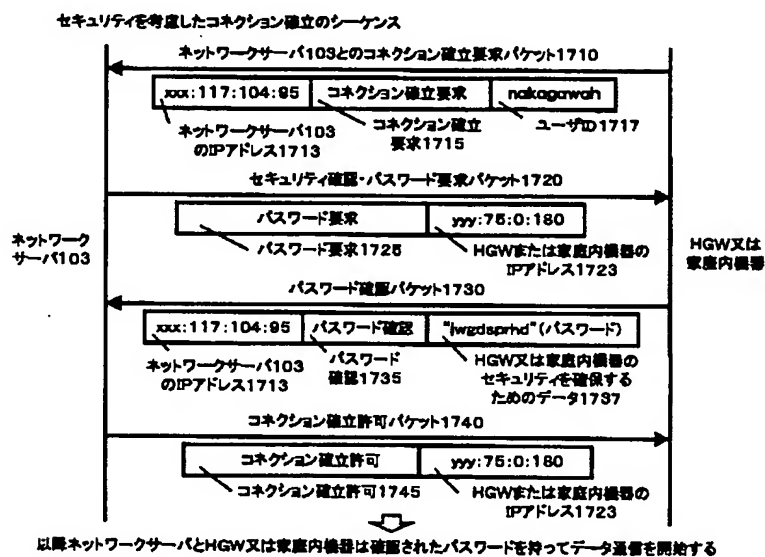 セキュリティを考慮したコネクション確立のシーケンス
ネットワークサーバ103とのコネクション確立要求パケット1710
xxx:117:104:95 コネクション確立要求 nakagawah
ネットワークサーバ103
のIPアドレス1713
コネクション確立
要求1715
ユーザID1717
セキュリティ確認・パスワード要求パケット1720
パスワード要求 yyy:75:0:180
パスワード要求1725
HGWまたは家庭内機器の
IPアドレス1723
ネットワーク
サーバ103
HGW又は
家庭内機器
パスワード確認パケット1730
xxx:117:104:95 パスワード確認 "jwgdsprhd"(パスワード)
ネットワークサーバ103
のIPアドレス1713
パスワード
確認1735
HGW又は家庭内機器の
セキュリティを確保する
ためのデータ1737
コネクション確立許可パケット1740
コネクション確立許可 yyy:75:0:180
コネクション確立許可1745
HGWまたは家庭内機器の
IPアドレス1723
以降ネットワークサーバとHGW又は家庭内機器は確認されたパスワードを持ってデータ通信を開始する